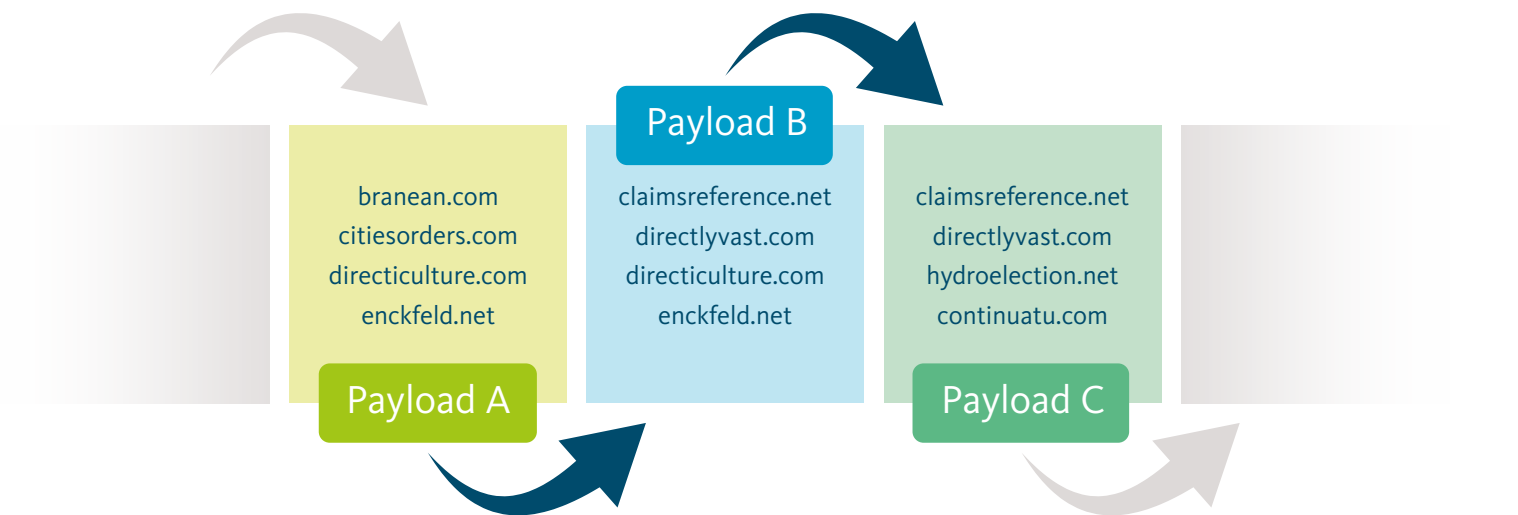 branean.com
citiesorders.com
directiculture.com
enckfeld.net
Payload A
Payload B
claimsreference.net
directlyvast.com
directiculture.com
enckfeld.net
claimsreference.net
directlyvast.com
hydroelection.net
continuatu.com
Payload C